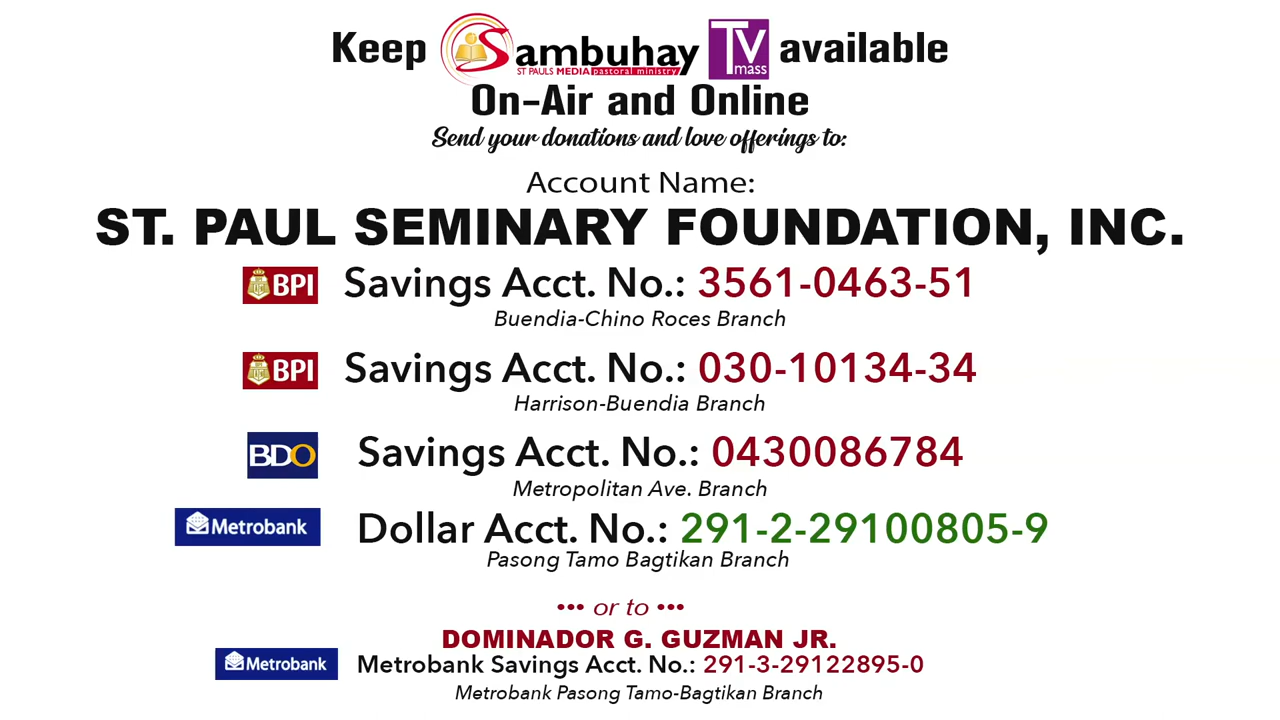 Keep Sambuhay TV mass available
ST PAULS MEDIA pastoral ministry
On-Air and Online
Send your donations and love offerings to:
Account Name:
ST. PAUL SEMINARY FOUNDATION, INC.
BPI Savings Acct. No.: 3561-0463-51
Buendia-Chino Roces Branch
BPI Savings Acct. No.: 030-10134-34
Harrison-Buendia Branch
BDO Savings Acct. No.: 0430086784
Metropolitan Ave. Branch
Metrobank Dollar Acct. No.: 291-2-29100805-9
Pasong Tamo Bagtikan Branch
••• or to •••
DOMINADOR G. GUZMAN JR.
Metrobank Metrobank Savings Acct. No.: 291-3-29122895-0
Metrobank Pasong Tamo-Bagtikan Branch